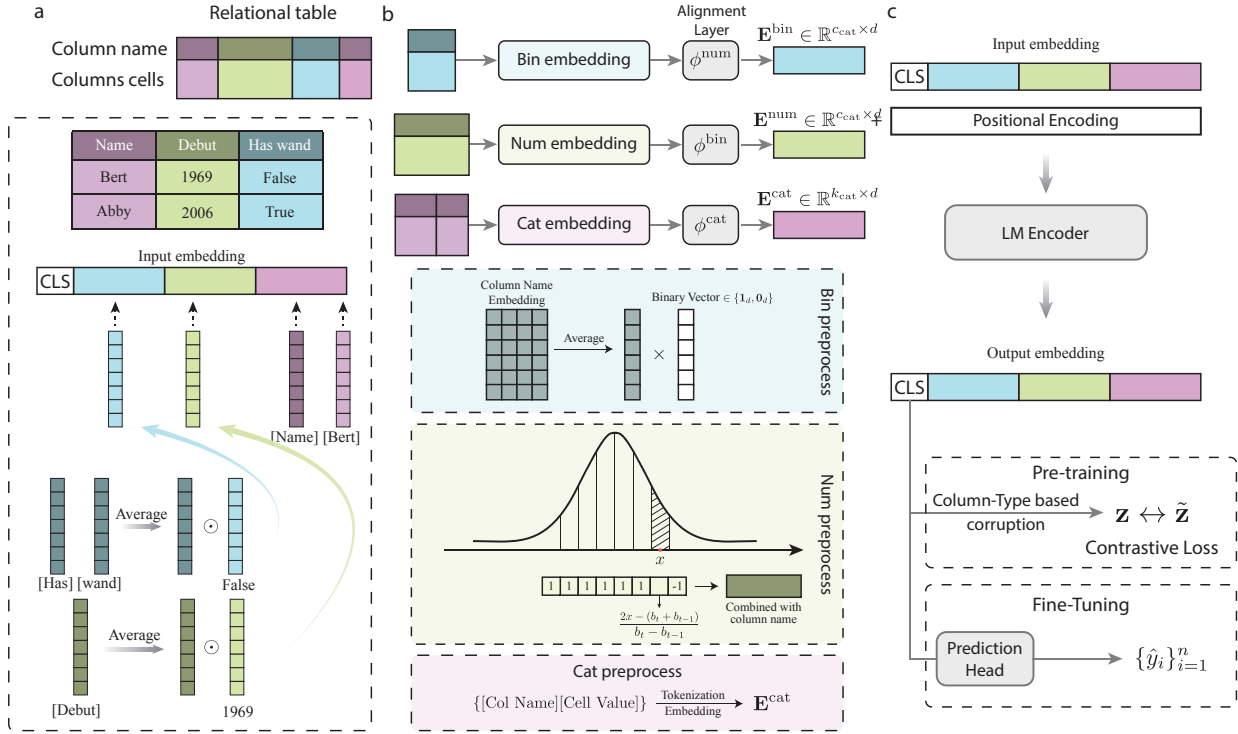 a
Relational table
Column name
Columns cells
Name Debut Has wand
Bert 1969 False
Abby 2006 True
Input embedding
CLS
[Name] [Bert]
Average
[Has] [wand] False
Average
[Debut] 1969
b
Alignment
Layer
Bin embedding φ^num E^bin ∈ ℝ^{c_cat × d}
Num embedding φ^bin E^num ∈ ℝ^{c_cat × d}
Cat embedding φ^cat E^cat ∈ ℝ^{k_cat × d}
Column Name
Embedding
Binary Vector ∈ {1_d, 0_d}
Average
×
Bin preprocess
x
1 1 1 1 1 1 -1
2x − (b_t + b_{t−1})
b_t − b_{t−1}
Combined with
column name
Num preprocess
Cat preprocess
{[Col Name][Cell Value]} Tokenization Embedding E^cat
c
Input embedding
CLS
+
Positional Encoding
LM Encoder
Output embedding
CLS
Pre-training
Column-Type based
corruption
z ↔ z̃
Contrastive Loss
Fine-Tuning
Prediction
Head
{ŷ_i}^n_{i=1}